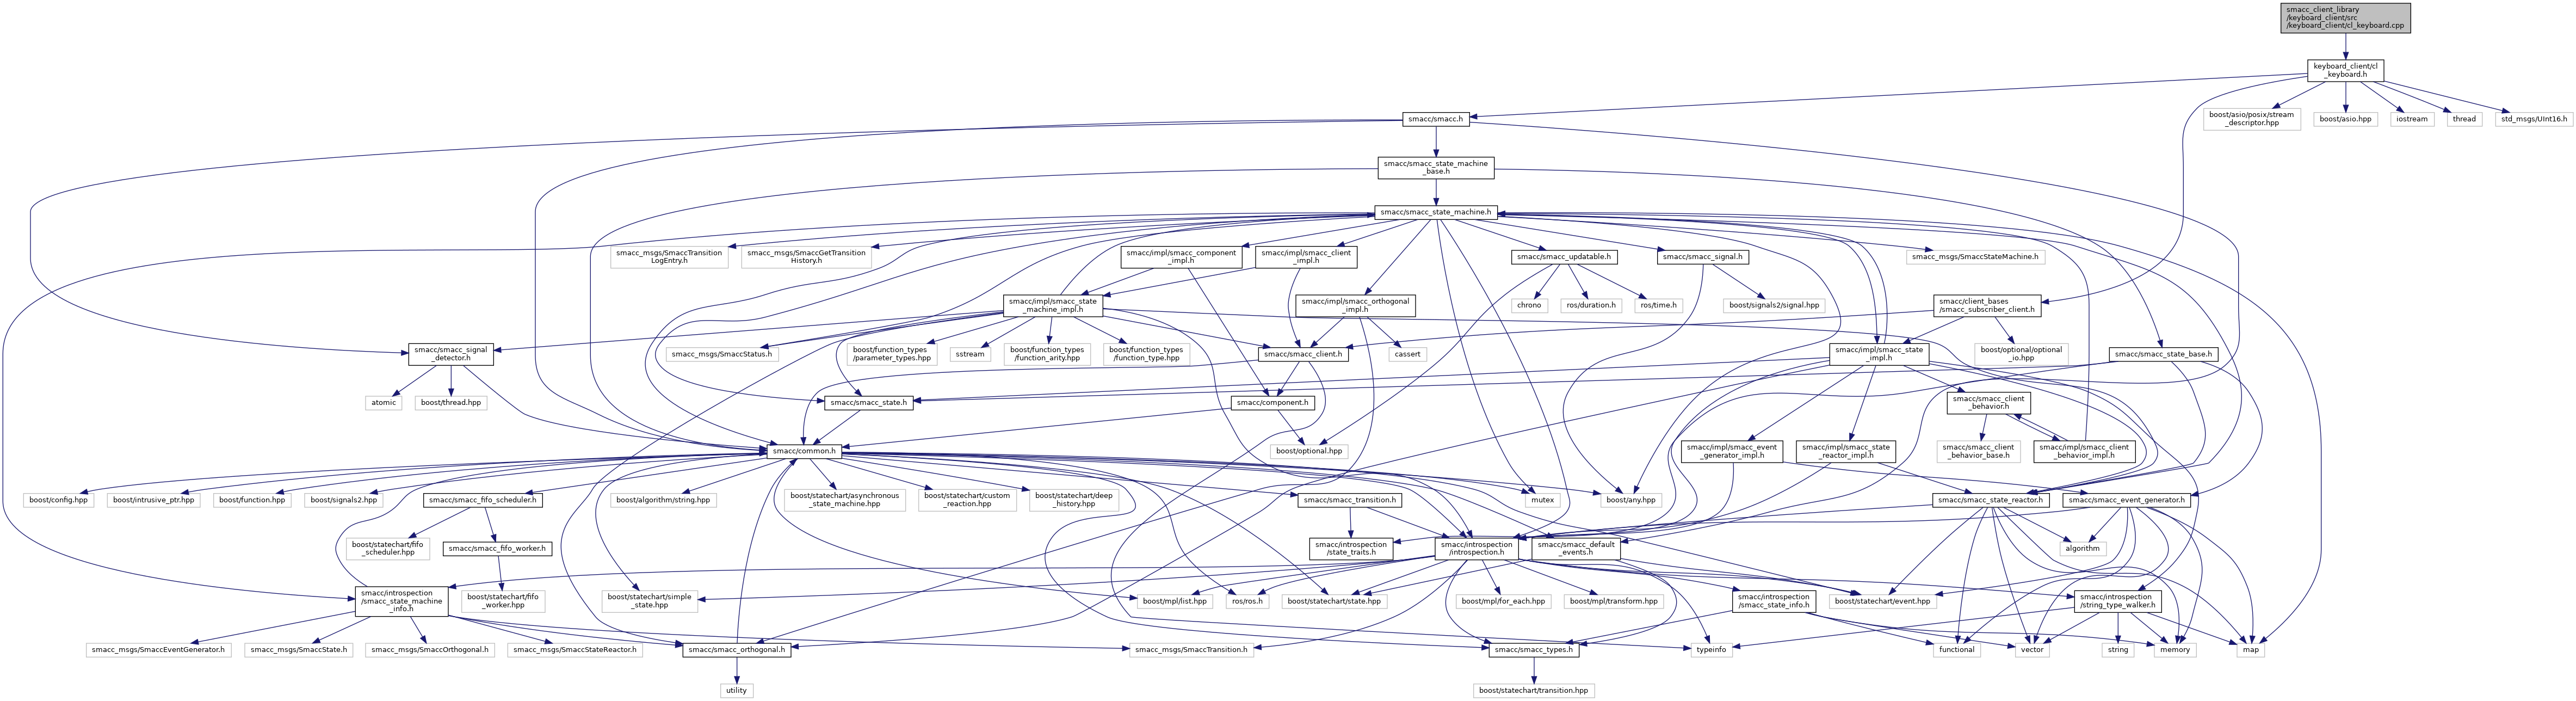 smacc_client_library
/keyboard_client/src
/keyboard_client/cl_keyboard.cpp
keyboard_client/cl
_keyboard.h
smacc/smacc.h
boost/asio/posix/stream
_descriptor.hpp
boost/asio.hpp
iostream
thread
std_msgs/UInt16.h
smacc/smacc_state_machine
_base.h
smacc/smacc_state_machine.h
smacc_msgs/SmaccTransition
LogEntry.h
smacc_msgs/SmaccGetTransition
History.h
smacc/impl/smacc_component
_impl.h
smacc/impl/smacc_client
_impl.h
smacc/smacc_updatable.h
smacc/smacc_signal.h
smacc_msgs/SmaccStateMachine.h
smacc/impl/smacc_state
_machine_impl.h
smacc/impl/smacc_orthogonal
_impl.h
chrono
ros/duration.h
ros/time.h
boost/signals2/signal.hpp
smacc/client_bases
/smacc_subscriber_client.h
smacc/smacc_signal
_detector.h
smacc_msgs/SmaccStatus.h
boost/function_types
/parameter_types.hpp
sstream
boost/function_types
/function_arity.hpp
boost/function_types
/function_type.hpp
smacc/smacc_client.h
cassert
smacc/impl/smacc_state
_impl.h
boost/optional/optional
_io.hpp
smacc/smacc_state_base.h
atomic
boost/thread.hpp
smacc/smacc_state.h
smacc/component.h
smacc/smacc_client
_behavior.h
smacc/common.h
boost/optional.hpp
smacc/impl/smacc_event
_generator_impl.h
smacc/impl/smacc_state
_reactor_impl.h
smacc/smacc_client
_behavior_base.h
smacc/impl/smacc_client
_behavior_impl.h
boost/config.hpp
boost/intrusive_ptr.hpp
boost/function.hpp
boost/signals2.hpp
smacc/smacc_fifo_scheduler.h
boost/algorithm/string.hpp
boost/statechart/asynchronous
_state_machine.hpp
boost/statechart/custom
_reaction.hpp
boost/statechart/deep
_history.hpp
smacc/smacc_transition.h
mutex
boost/any.hpp
smacc/smacc_state_reactor.h
smacc/smacc_event_generator.h
boost/statechart/fifo
_scheduler.hpp
smacc/smacc_fifo_worker.h
smacc/introspection
/state_traits.h
smacc/introspection
/introspection.h
smacc/smacc_default
_events.h
algorithm
smacc/introspection
/smacc_state_machine
_info.h
boost/statechart/fifo
_worker.hpp
boost/statechart/simple
_state.hpp
boost/mpl/list.hpp
ros/ros.h
boost/statechart/state.hpp
boost/mpl/for_each.hpp
boost/mpl/transform.hpp
smacc/introspection
/smacc_state_info.h
boost/statechart/event.hpp
smacc/introspection
/string_type_walker.h
smacc_msgs/SmaccEventGenerator.h
smacc_msgs/SmaccState.h
smacc_msgs/SmaccOrthogonal.h
smacc_msgs/SmaccStateReactor.h
smacc/smacc_orthogonal.h
smacc_msgs/SmaccTransition.h
smacc/smacc_types.h
typeinfo
functional
vector
string
memory
map
utility
boost/statechart/transition.hpp